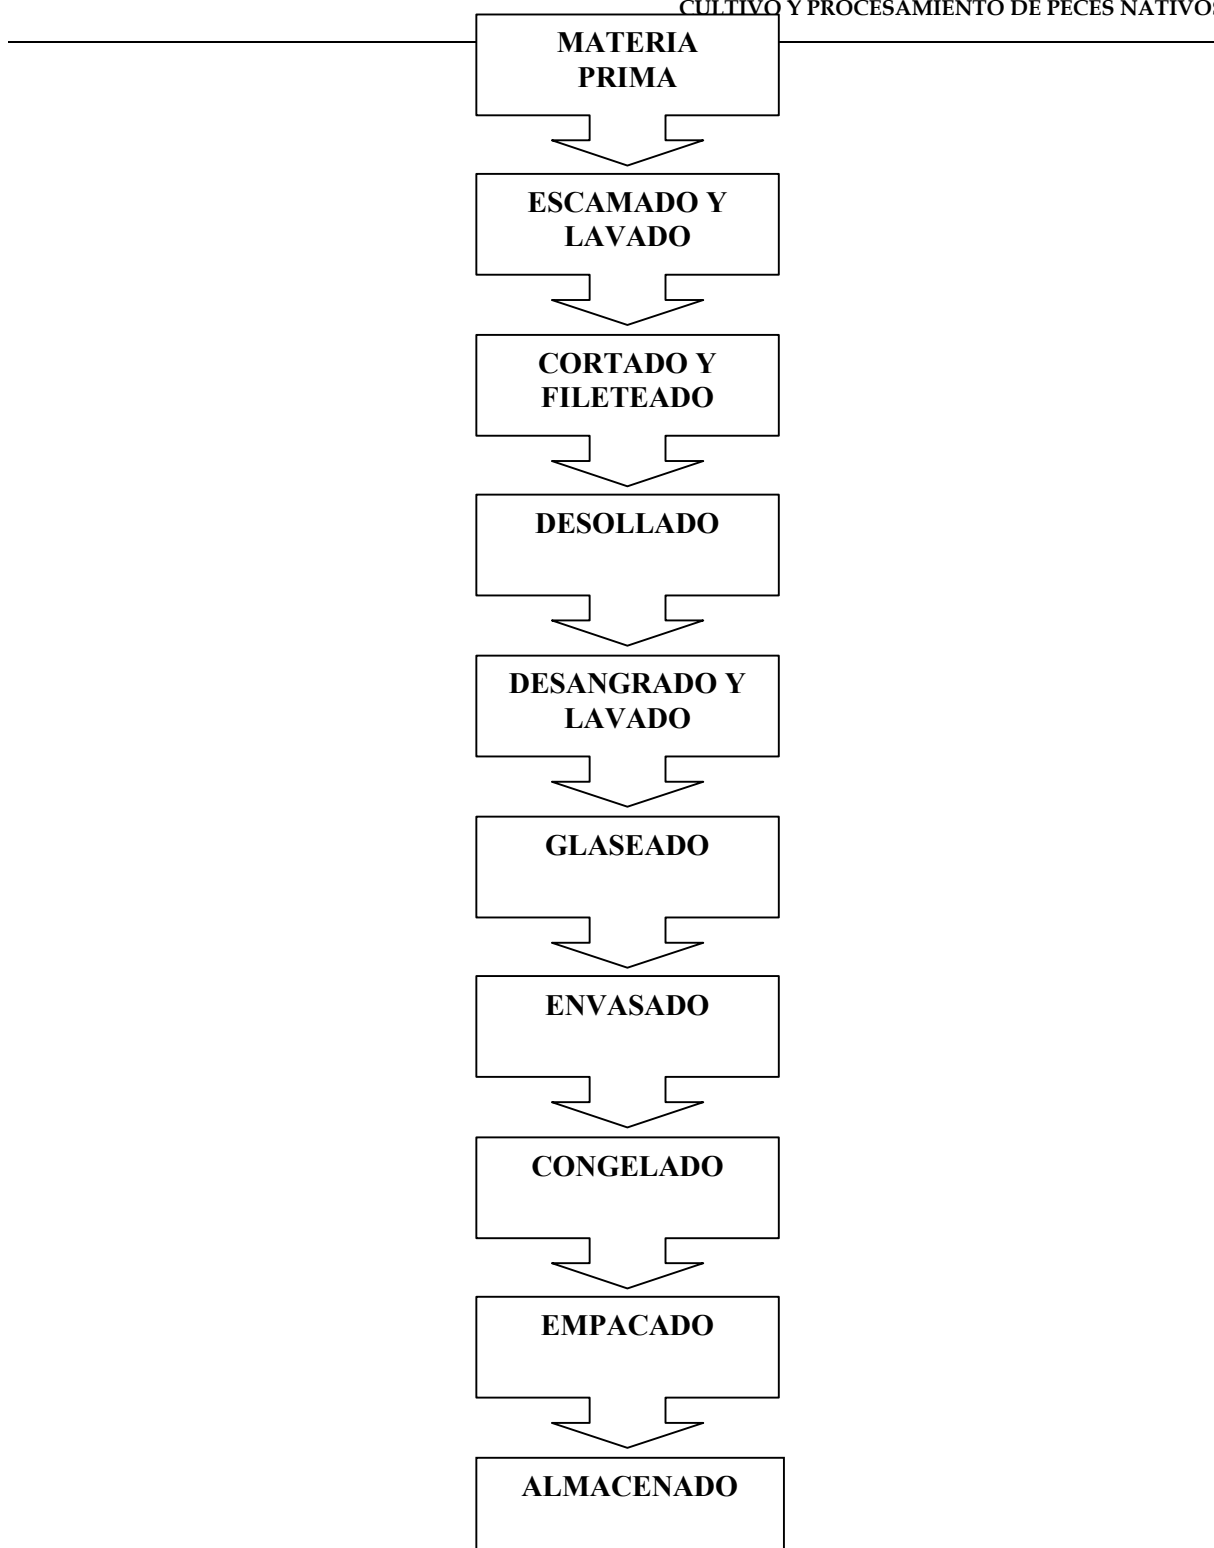 CULTIVO Y PROCESAMIENTO DE PECES NATIVOS
MATERIA
PRIMA
ESCAMADO Y
LAVADO
CORTADO Y
FILETEADO
DESOLLADO
DESANGRADO Y
LAVADO
GLASEADO
ENVASADO
CONGELADO
EMPACADO
ALMACENADO